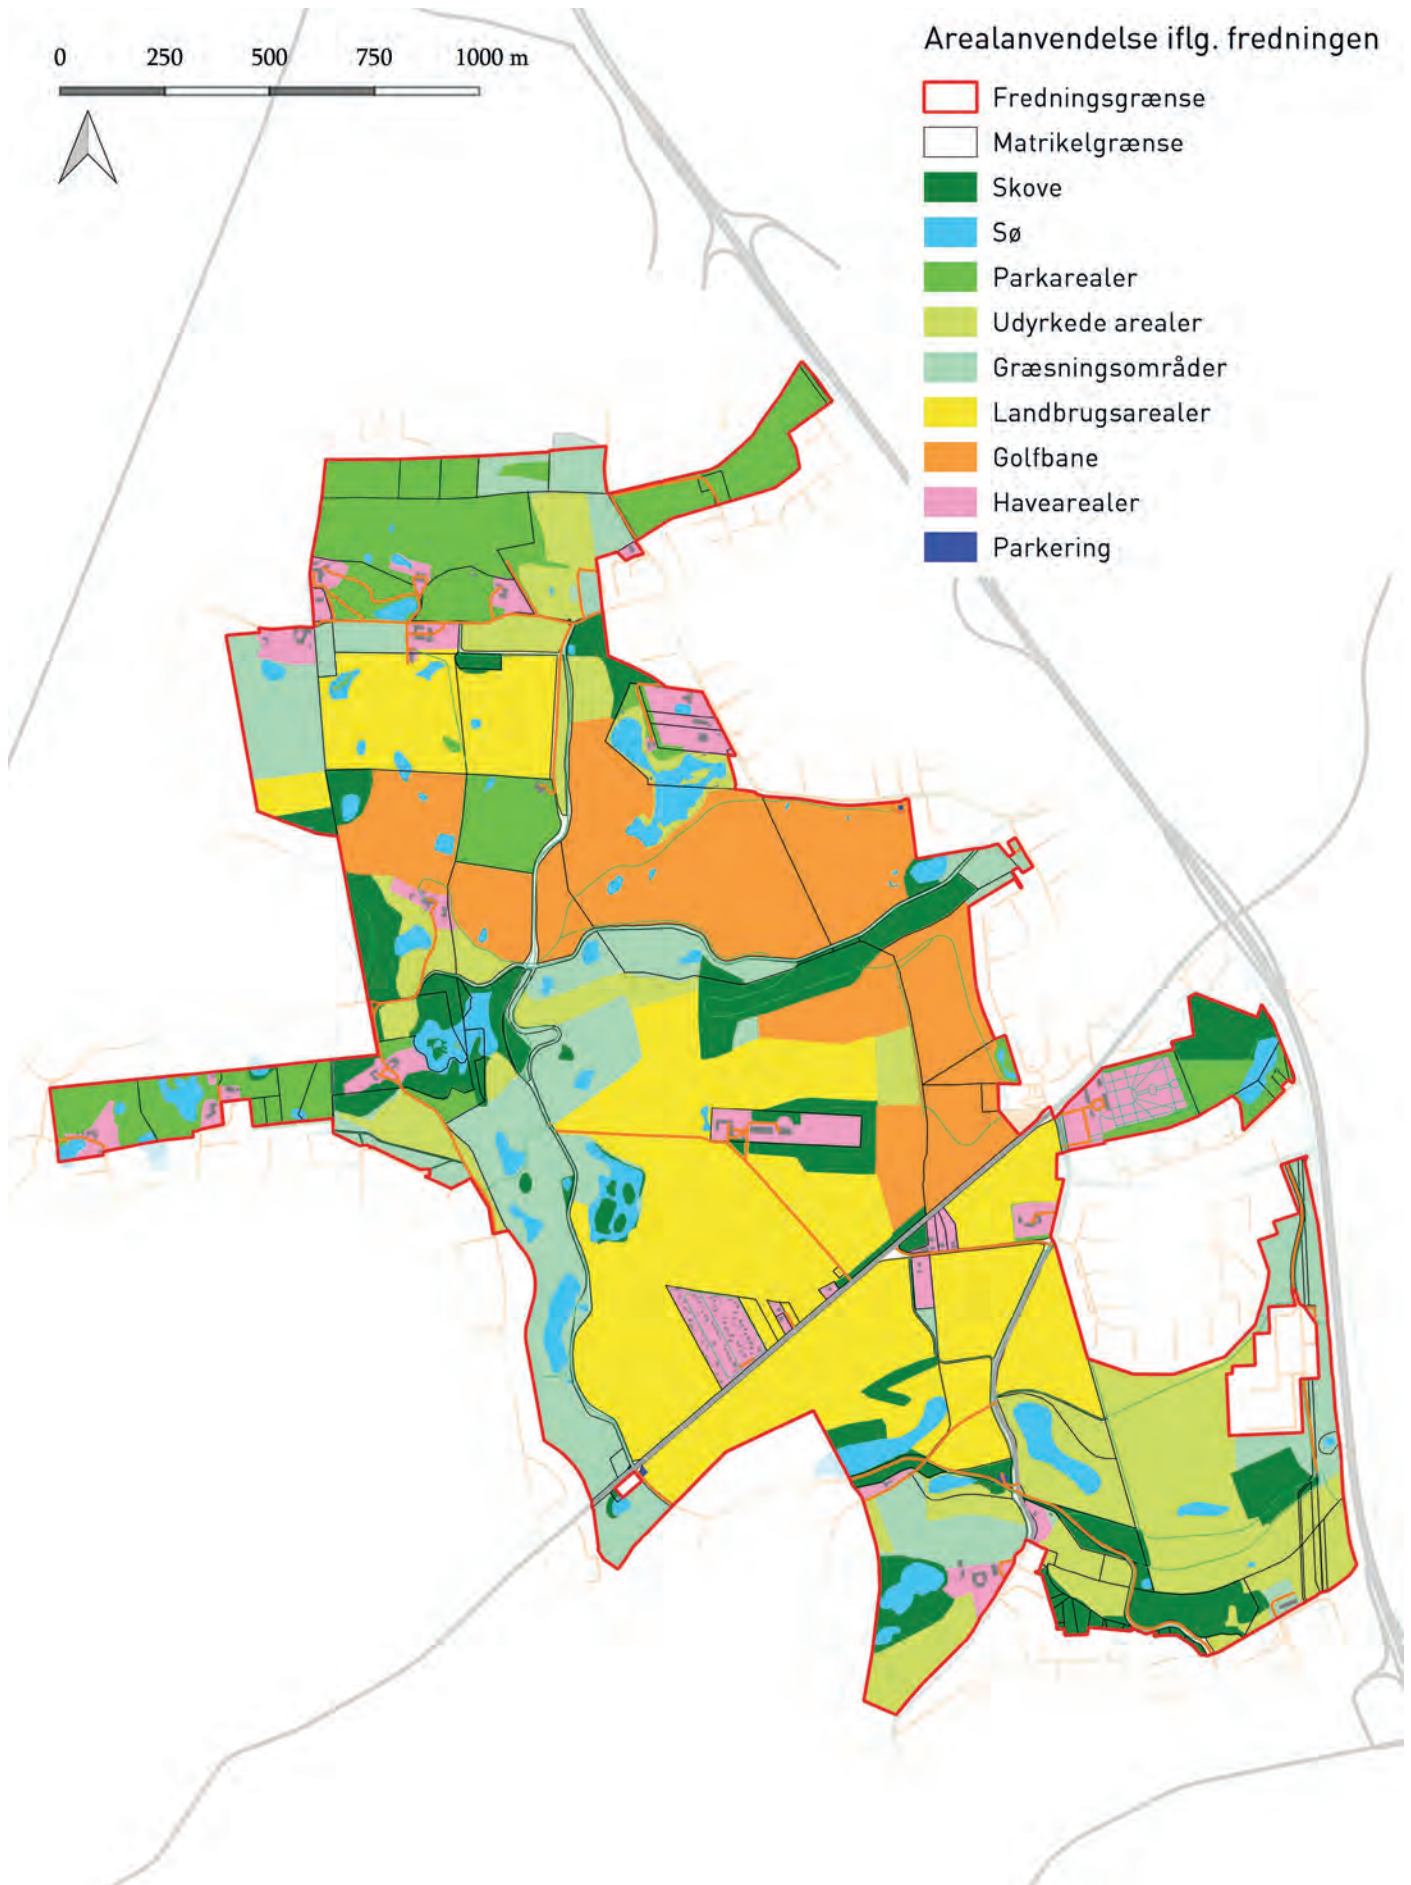 0 250 500 750 1000 m
Arealanvendelse iflg. fredningen
Fredningsgrænse
Matrikelgrænse
Skove
Sø
Parkarealer
Udyrkede arealer
Græsningsområder
Landbrugsarealer
Golfbane
Havearealer
Parkering